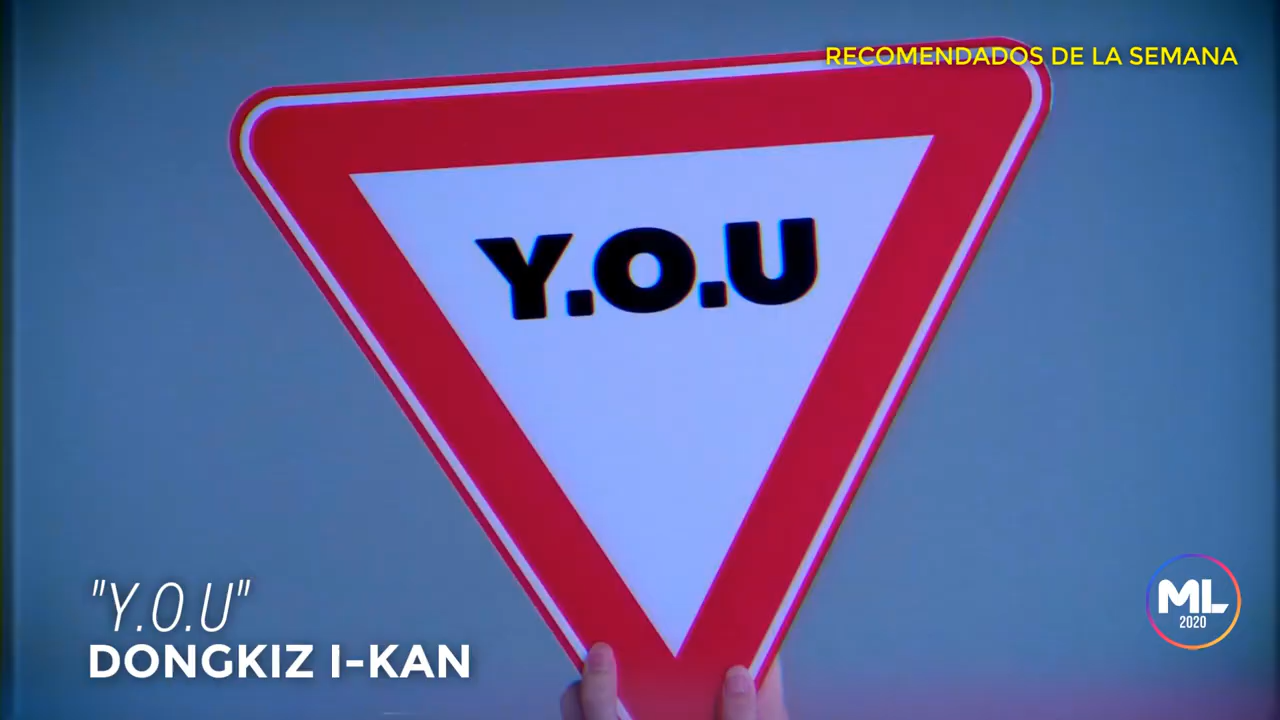 RECOMENDADOS DE LA SEMANA
Y.O.U
"Y.O.U"
DONGKIZ I-KAN
ML
2020